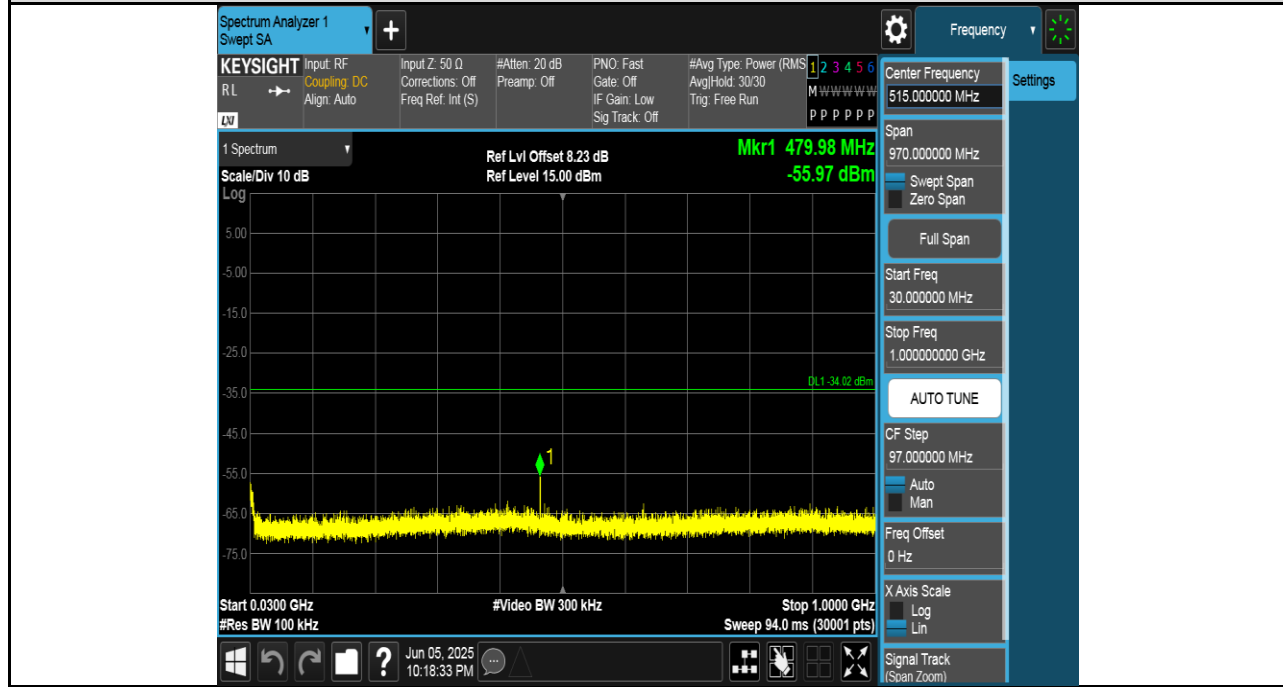 Spectrum Analyzer 1
Swept SA
+
Frequency
KEYSIGHT
RL
LXI
Input: RF
Coupling: DC
Align: Auto
Input Z: 50 Ω
Corrections: Off
Freq Ref: Int (S)
#Atten: 20 dB
Preamp: Off
PNO: Fast
Gate: Off
IF Gain: Low
Sig Track: Off
#Avg Type: Power (RMS
Avg|Hold: 30/30
Trig: Free Run
1 2 3 4 5 6
M W W W W W
P P P P P P
1 Spectrum
Scale/Div 10 dB
Log
Ref Lvl Offset 8.23 dB
Ref Level 15.00 dBm
Mkr1 479.98 MHz
-55.97 dBm
5.00
-5.00
-15.0
-25.0
DL1 -34.02 dBm
-35.0
-45.0
1
-55.0
-65.0
-75.0
Start 0.0300 GHz
#Res BW 100 kHz
#Video BW 300 kHz
Stop 1.0000 GHz
Sweep 94.0 ms (30001 pts)
?
Jun 05, 2025
10:18:33 PM
Center Frequency
515.000000 MHz
Settings
Span
970.000000 MHz
Swept Span
Zero Span
Full Span
Start Freq
30.000000 MHz
Stop Freq
1.000000000 GHz
AUTO TUNE
CF Step
97.000000 MHz
Auto
Man
Freq Offset
0 Hz
X Axis Scale
Log
Lin
Signal Track
(Span Zoom)